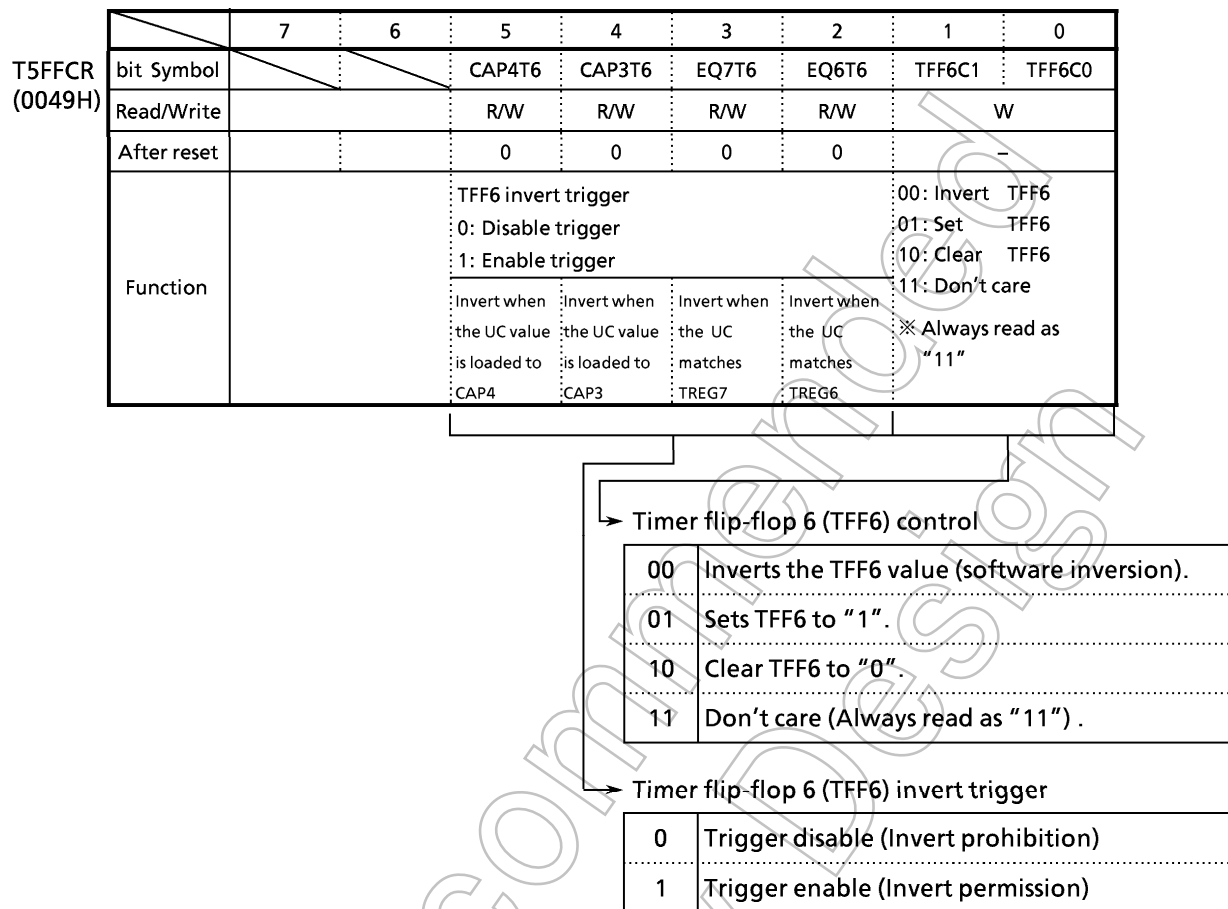 7 6 5 4 3 2 1 0
T5FFCR (0049H)
bit Symbol CAP4T6 CAP3T6 EQ7T6 EQ6T6 TFF6C1 TFF6C0
Read/Write R/W R/W R/W R/W W
After reset 0 0 0 0 –
Function
TFF6 invert trigger
0: Disable trigger
1: Enable trigger
Invert when
the UC value
is loaded to
CAP4
Invert when
the UC value
is loaded to
CAP3
Invert when
the UC
matches
TREG7
Invert when
the UC
matches
TREG6
00: Invert TFF6
01: Set TFF6
10: Clear TFF6
11: Don't care
※ Always read as
"11"
Timer flip-flop 6 (TFF6) control
00 Inverts the TFF6 value (software inversion).
01 Sets TFF6 to "1".
10 Clear TFF6 to "0".
11 Don't care (Always read as "11") .
Timer flip-flop 6 (TFF6) invert trigger
0 Trigger disable (Invert prohibition)
1 Trigger enable (Invert permission)